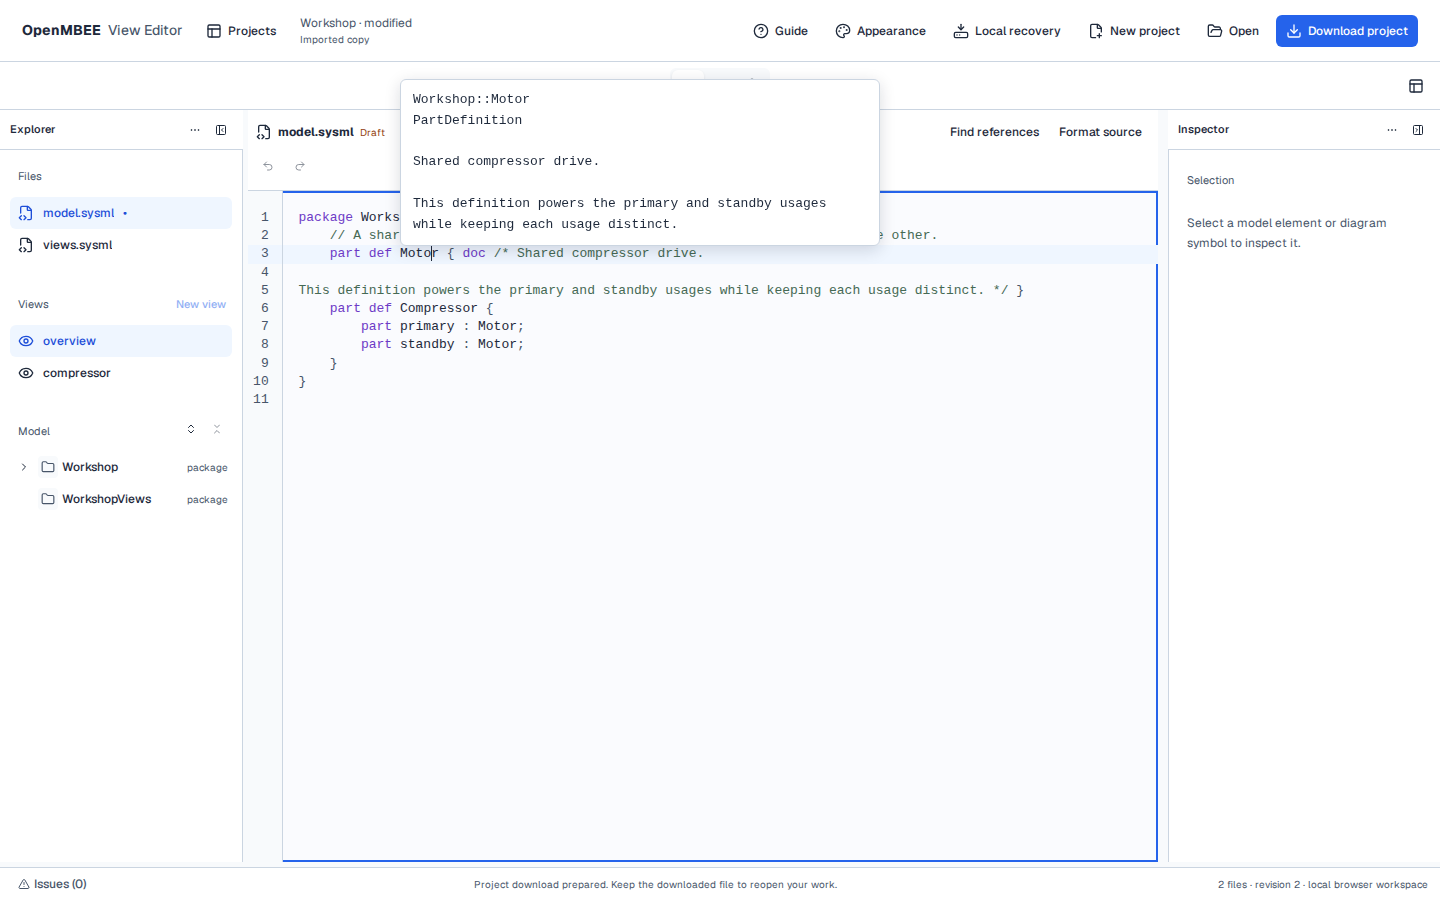 OpenMBEE View Editor
Projects
Workshop · modified
Imported copy
Guide
Appearance
Local recovery
New project
Open
Download project
Explorer
Files
model.sysml •
views.sysml
Views
New view
overview
compressor
Model
Workshop package
WorkshopViews package
model.sysml Draft
Find references
Format source
Workshop::Motor
PartDefinition
Shared compressor drive.
This definition powers the primary and standby usages
while keeping each usage distinct.
1 package Works
2 // A shar e other.
3 part def Motor { doc /* Shared compressor drive.
4
5 This definition powers the primary and standby usages while keeping each usage distinct. */ }
6 part def Compressor {
7 part primary : Motor;
8 part standby : Motor;
9 }
10 }
11
Inspector
Selection
Select a model element or diagram
symbol to inspect it.
Issues (0)
Project download prepared. Keep the downloaded file to reopen your work.
2 files · revision 2 · local browser workspace